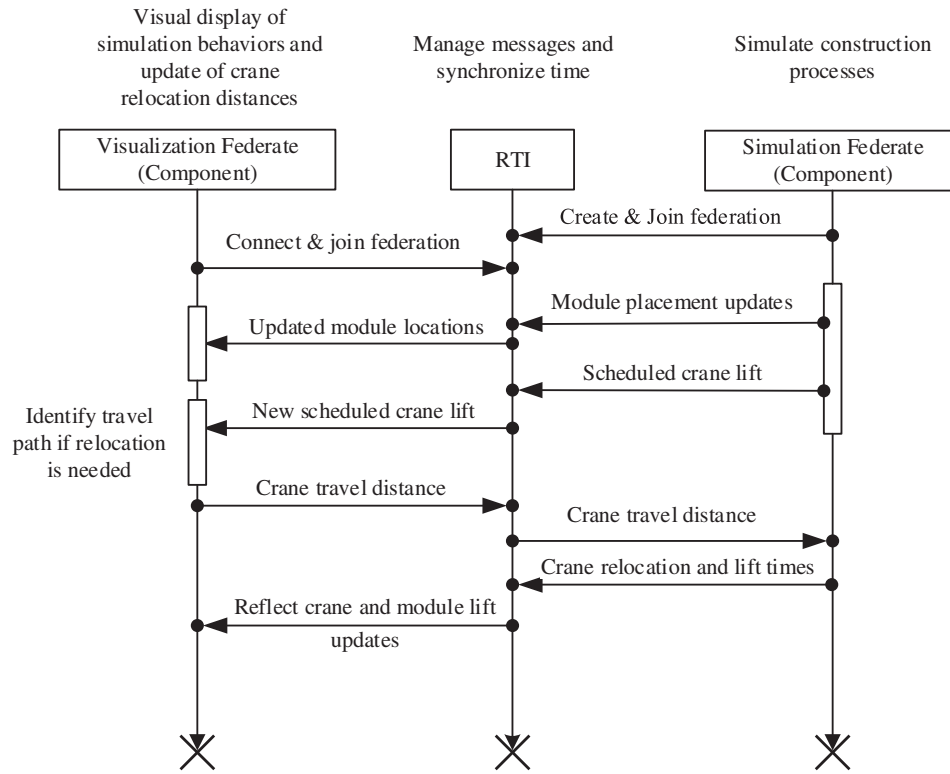 Visual display of
simulation behaviors and
update of crane
relocation distances
Manage messages and
synchronize time
Simulate construction
processes
Visualization Federate
(Component)
RTI
Simulation Federate
(Component)
Create & Join federation
Connect & join federation
Module placement updates
Updated module locations
Scheduled crane lift
New scheduled crane lift
Identify travel
path if relocation
is needed
Crane travel distance
Crane travel distance
Crane relocation and lift times
Reflect crane and module lift
updates